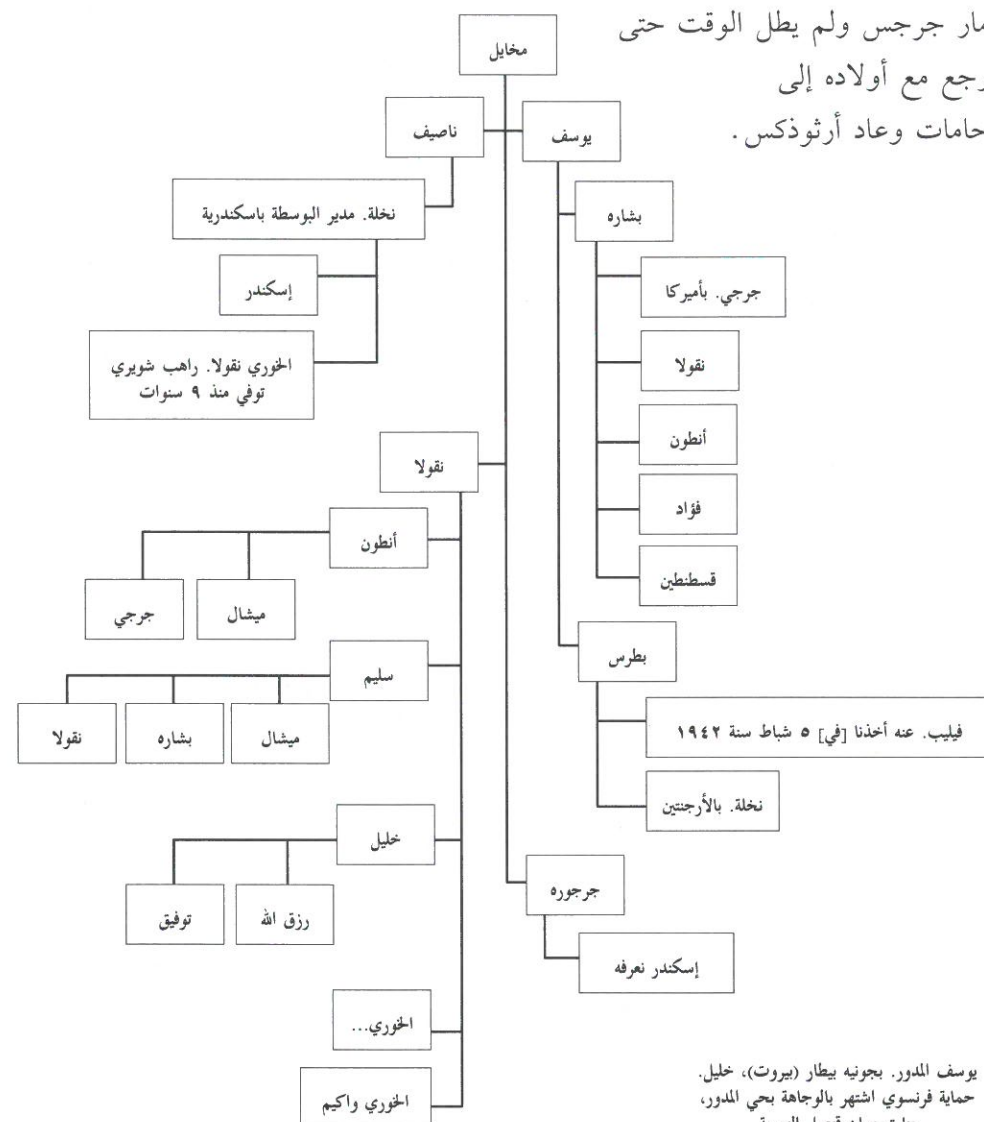 مار جرجس ولم يطل الوقت حتى
رجع مع أولاده إلى
حامات وعاد أرثوذكس.
مخايل
يوسف
ناصيف
بشاره
نخلة. مدير البوسطة باسكندرية
جرجي. بأميركا
إسكندر
نقولا
الخوري نقولا. راهب شويري
توفي منذ ٩ سنوات
أنطون
نقولا
فؤاد
أنطون
قسطنطين
ميشال
جرجي
بطرس
سليم
فيليب. عنه أخذنا [في] ٥ شباط سنة ١٩٤٢
ميشال
بشاره
نقولا
نخلة. بالأرجنتين
خليل
جرجوره
رزق الله
توفيق
إسكندر نعرفه
الخوري...
الخوري واكيم
يوسف المدور. بجونيه بيطار (بيروت)، خليل.
حماية فرنسوي اشتهر بالوجاهة بحي المدور،